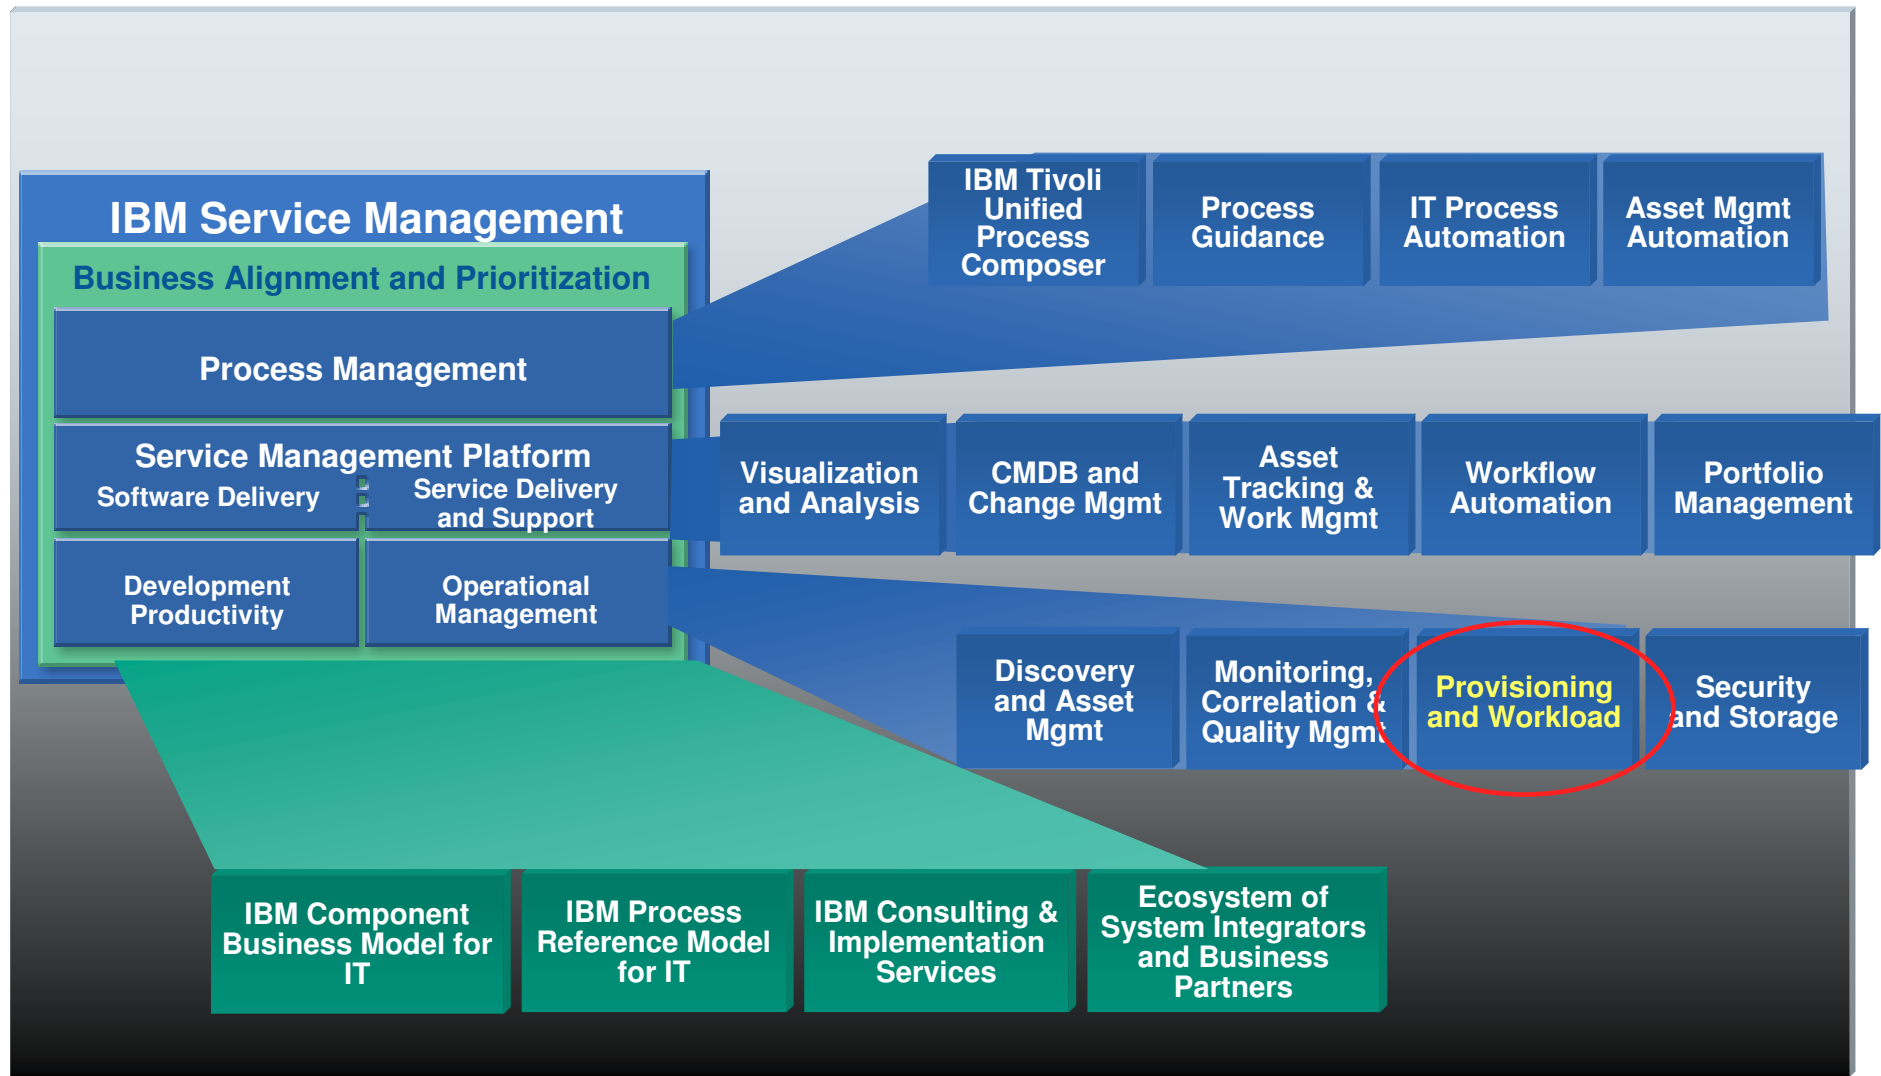 IBM Service Management
Business Alignment and Prioritization
Process Management
Service Management Platform
Software Delivery
Service Delivery
and Support
Development
Productivity
Operational
Management
IBM Tivoli
Unified
Process
Composer
Process
Guidance
IT Process
Automation
Asset Mgmt
Automation
Visualization
and Analysis
CMDB and
Change Mgmt
Asset
Tracking &
Work Mgmt
Workflow
Automation
Portfolio
Management
Discovery
and Asset
Mgmt
Monitoring,
Correlation &
Quality Mgmt
Provisioning
and Workload
Security
and Storage
IBM Component
Business Model for
IT
IBM Process
Reference Model
for IT
IBM Consulting &
Implementation
Services
Ecosystem of
System Integrators
and Business
Partners